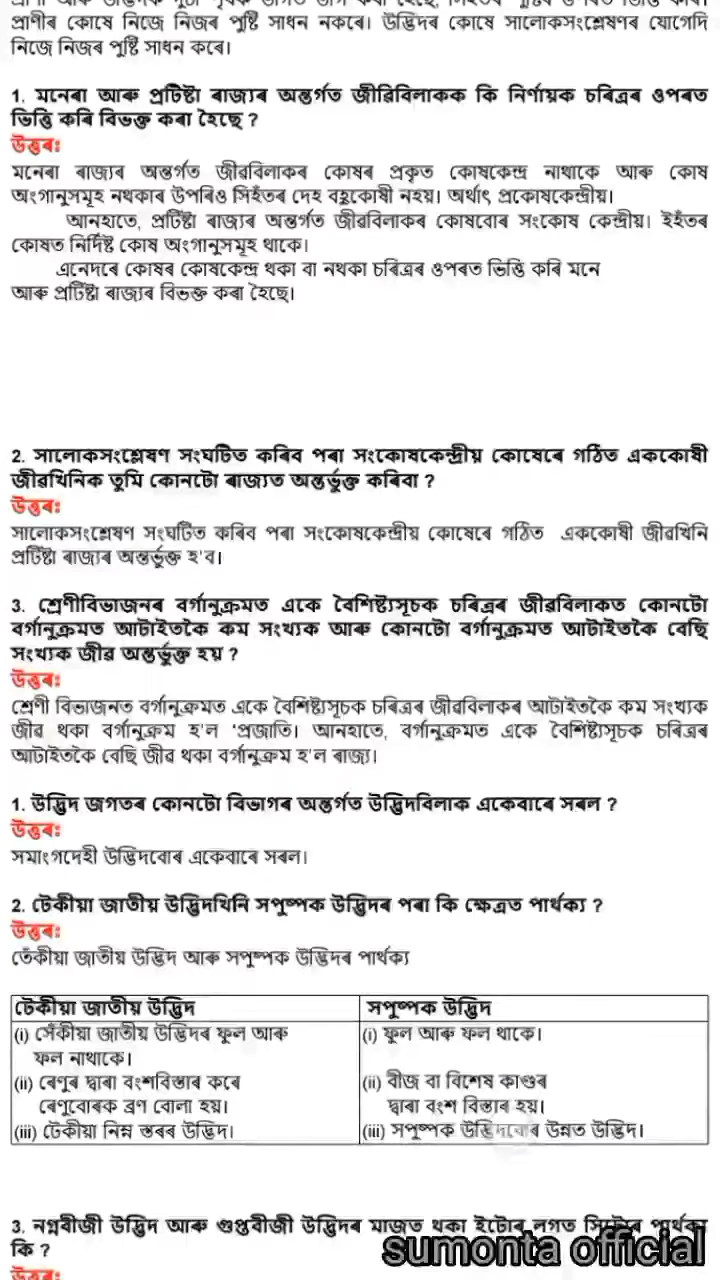 প্ৰাণীৰ কোষে নিজে নিজৰ পুষ্টি সাধন নকৰে। উদ্ভিদৰ কোষে সালোকসংশ্লেষণৰ যোগেদি
নিজে নিজৰ পুষ্টি সাধন কৰে।
1. মনেৰা আৰু প্ৰটিষ্টা ৰাজ্যৰ অন্তৰ্গত জীৱবিলাকক কি নিৰ্ণায়ক চৰিত্ৰৰ ওপৰত
ভিত্তি কৰি বিভক্ত কৰা হৈছে ?
উত্তৰঃ
মনেৰা ৰাজ্যৰ অন্তৰ্গত জীৱবিলাকৰ কোষৰ প্ৰকৃত কোষকেন্দ্ৰ নাথাকে আৰু কোষ
অংগানুসমূহ নথকাৰ উপৰিও সিহঁতৰ দেহ বহুকোষী নহয়। অৰ্থাৎ প্ৰকোষকেন্দ্ৰীয়।
আনহাতে, প্ৰটিষ্টা ৰাজ্যৰ অন্তৰ্গত জীৱবিলাকৰ কোষবোৰ সংকোষ কেন্দ্ৰীয়। ইহঁতৰ
কোষত নিৰ্দিষ্ট কোষ অংগানুসমূহ থাকে।
এনেদৰে কোষৰ কোষকেন্দ্ৰ থকা বা নথকা চৰিত্ৰৰ ওপৰত ভিত্তি কৰি মনে
আৰু প্ৰটিষ্টা ৰাজ্যৰ বিভক্ত কৰা হৈছে।
2. সালোকসংশ্লেষণ সংঘটিত কৰিব পৰা সংকোষকেন্দ্ৰীয় কোষেৰে গঠিত এককোষী
জীৱখিনিক তুমি কোনটো ৰাজ্যত অন্তৰ্ভুক্ত কৰিবা ?
উত্তৰঃ
সালোকসংশ্লেষণ সংঘটিত কৰিব পৰা সংকোষকেন্দ্ৰীয় কোষেৰে গঠিত এককোষী জীৱখিনি
প্ৰটিষ্টা ৰাজ্যৰ অন্তৰ্ভুক্ত হ'ব।
3. শ্ৰেণীবিভাজনৰ বৰ্গানুক্ৰমত একে বৈশিষ্ট্যসূচক চৰিত্ৰৰ জীৱবিলাকত কোনটো
বৰ্গানুক্ৰমত আটাইতকৈ কম সংখ্যক আৰু কোনটো বৰ্গানুক্ৰমত আটাইতকৈ বেছি
সংখ্যক জীৱ অন্তৰ্ভুক্ত হয় ?
উত্তৰঃ
শ্ৰেণী বিভাজনত বৰ্গানুক্ৰমত একে বৈশিষ্ট্যসূচক চৰিত্ৰৰ জীৱবিলাকৰ আটাইতকৈ কম সংখ্যক
জীৱ থকা বৰ্গানুক্ৰম হ'ল 'প্ৰজাতি। আনহাতে, বৰ্গানুক্ৰমত একে বৈশিষ্ট্যসূচক চৰিত্ৰৰ
আটাইতকৈ বেছি জীৱ থকা বৰ্গানুক্ৰম হ'ল ৰাজ্য।
1. উদ্ভিদ জগতৰ কোনটো বিভাগৰ অন্তৰ্গত উদ্ভিদবিলাক একেবাৰে সৰল ?
উত্তৰঃ
সমাংগদেহী উদ্ভিদবোৰ একেবাৰে সৰল।
2. টেকীয়া জাতীয় উদ্ভিদখিনি সপুষ্পক উদ্ভিদৰ পৰা কি ক্ষেত্ৰত পাৰ্থক্য ?
উত্তৰঃ
তেঁকীয়া জাতীয় উদ্ভিদ আৰু সপুষ্পক উদ্ভিদৰ পাৰ্থক্য
টেকীয়া জাতীয় উদ্ভিদ
সপুষ্পক উদ্ভিদ
(i) সেঁকীয়া জাতীয় উদ্ভিদৰ ফুল আৰু
ফল নাথাকে।
(i) ফুল আৰু ফল থাকে।
(ii) ৰেণুৰ দ্বাৰা বংশবিস্তাৰ কৰে
ৰেণুবোৰক ব্ৰণ বোলা হয়।
(ii) বীজ বা বিশেষ কাণ্ডৰ
দ্বাৰা বংশ বিস্তাৰ হয়।
(iii) টেকীয়া নিম্ন স্তৰৰ উদ্ভিদ।
(iii) সপুষ্পক উদ্ভিদবোৰ উন্নত উদ্ভিদ।
3. নগ্নবীজী উদ্ভিদ আৰু গুপ্তবীজী উদ্ভিদৰ মাজত থকা ইটোৰ লগত সিটোৰ পাৰ্থক্য
কি ?
sumonta official
উত্তৰঃ